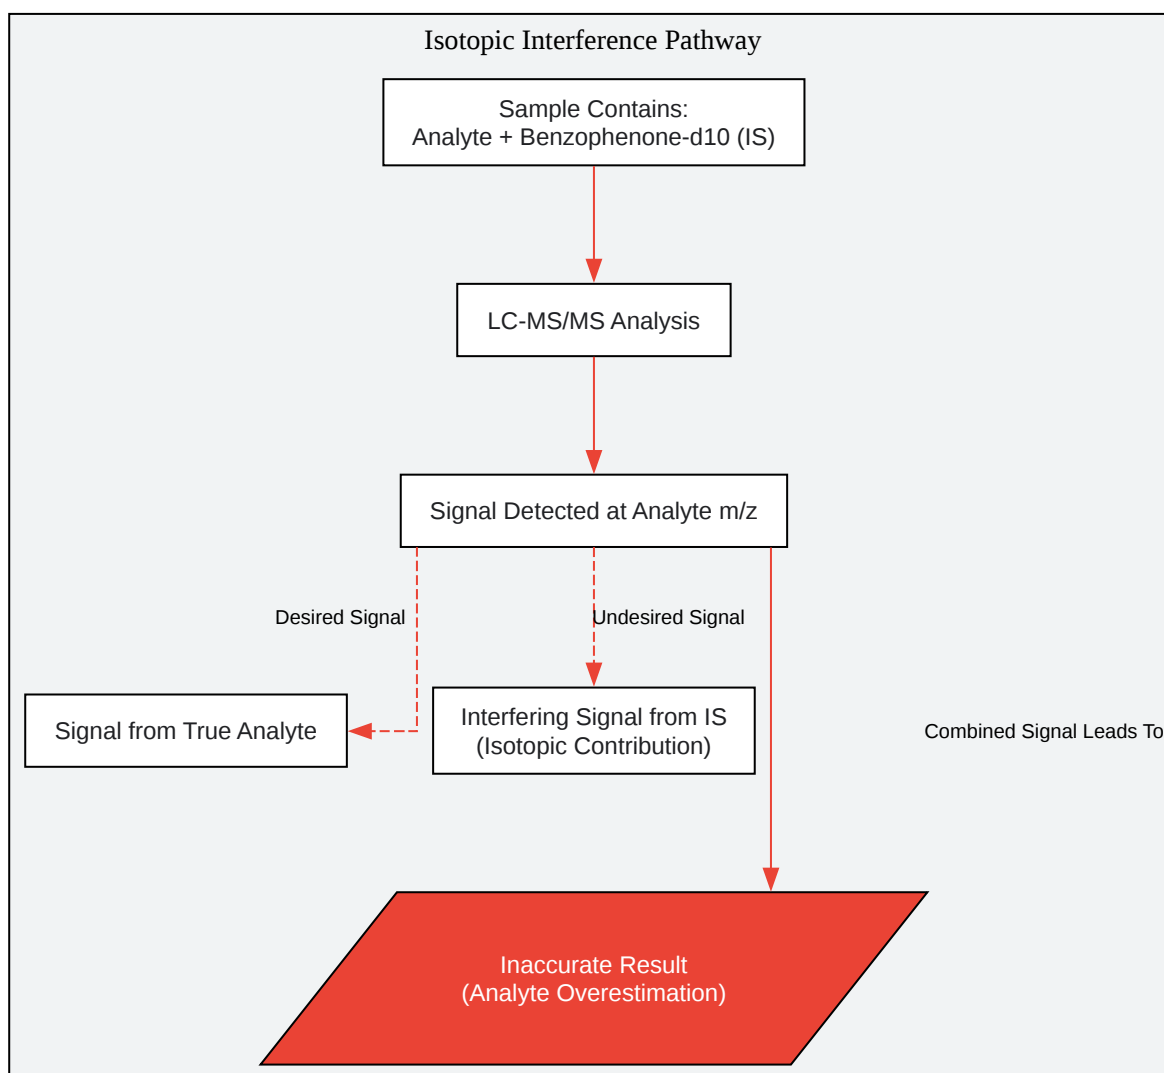 Isotopic Interference Pathway
Sample Contains:
Analyte + Benzophenone-d10 (IS)
LC-MS/MS Analysis
Signal Detected at Analyte m/z
Desired Signal
Undesired Signal
Signal from True Analyte
Interfering Signal from IS
(Isotopic Contribution)
Combined Signal Leads To
Inaccurate Result
(Analyte Overestimation)